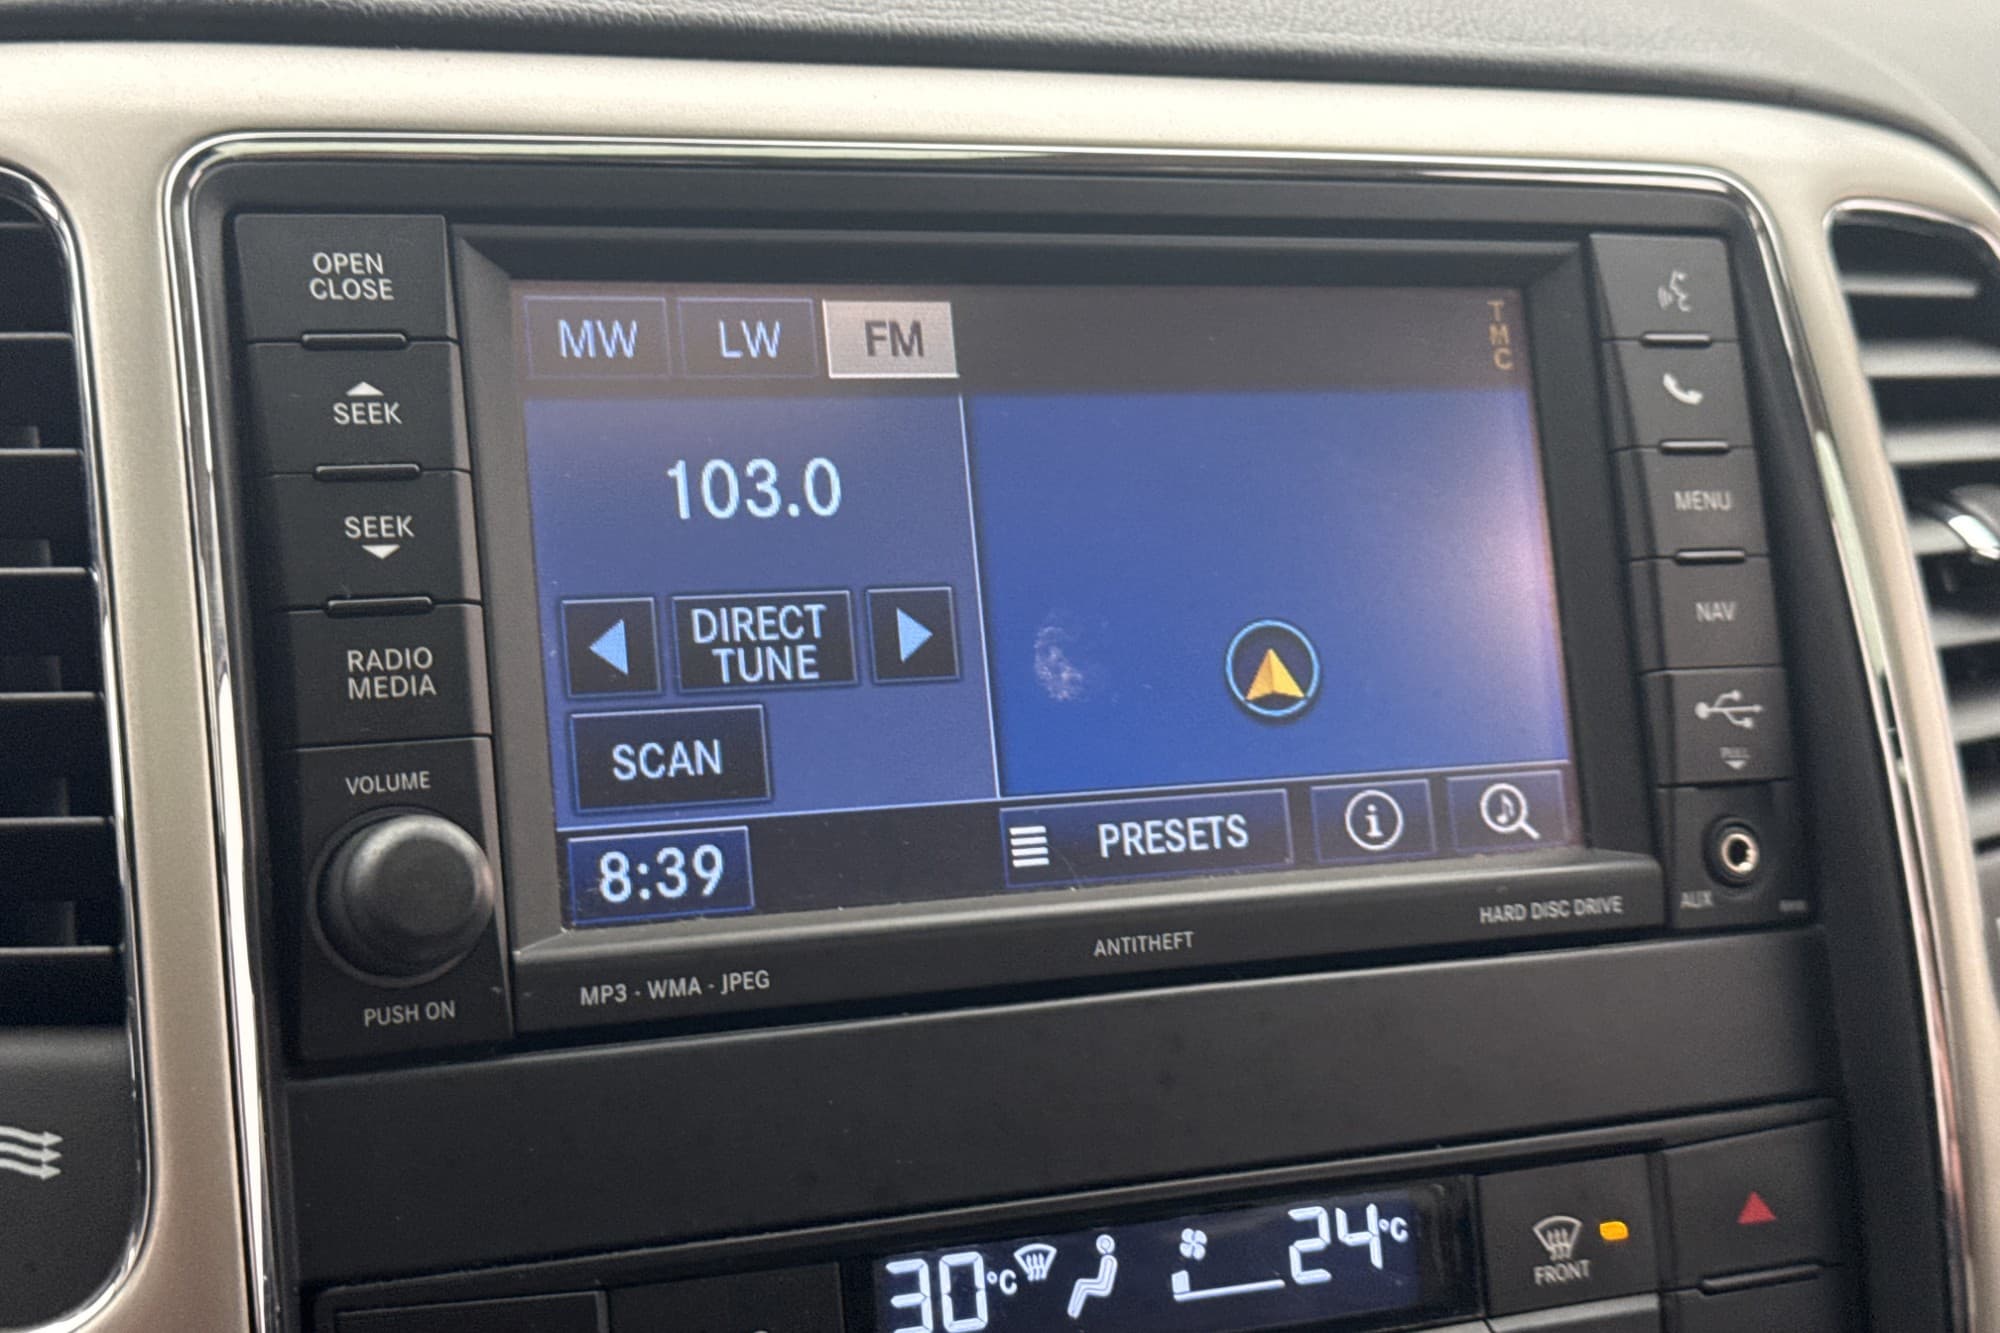 OPEN
CLOSE
SEEK
SEEK
RADIO
MEDIA
VOLUME
PUSH ON
MW LW FM
TMC
103.0
DIRECT
TUNE
SCAN
8:39
PRESETS
i
MENU
NAV
PULL
AUX
MP3 - WMA - JPEG
ANTITHEFT
HARD DISC DRIVE
30°C
24°C
FRONT